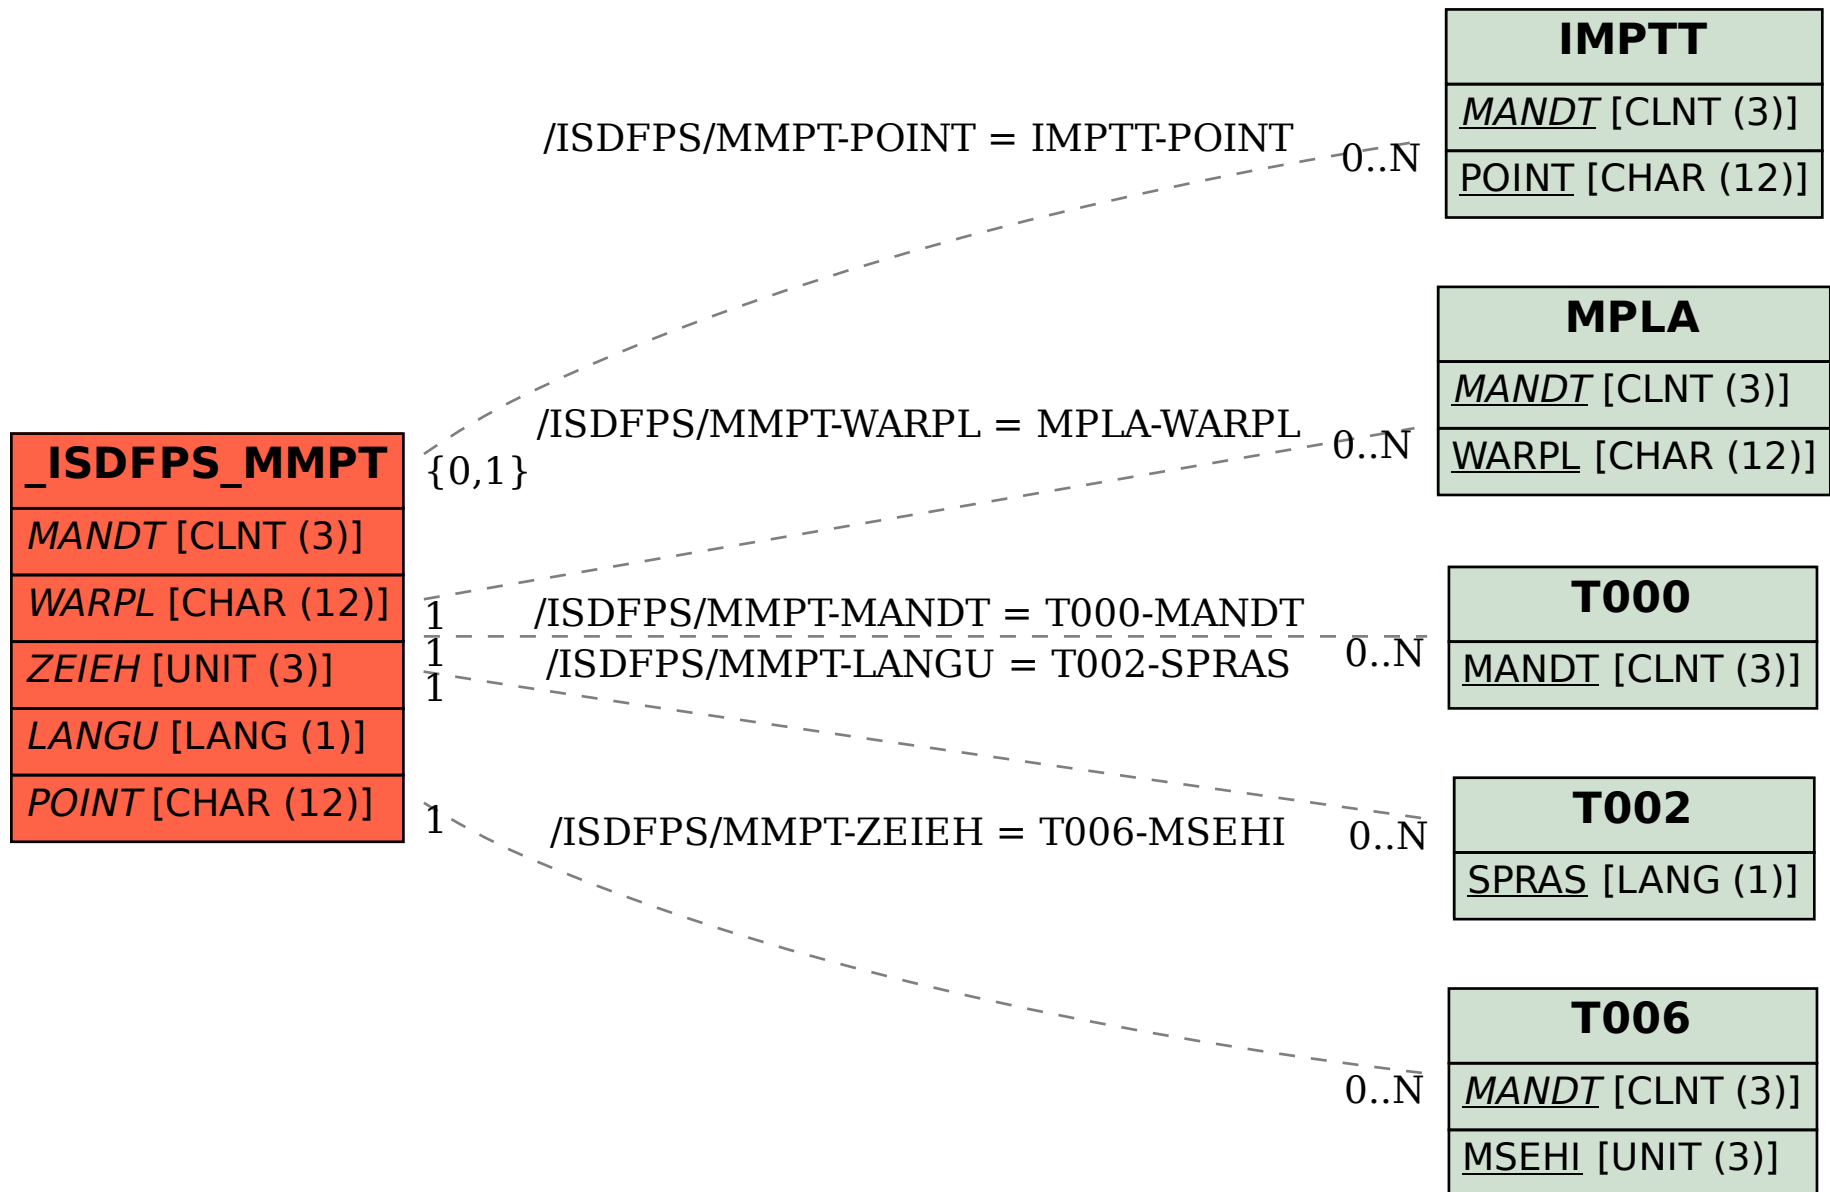 IMPTT
MANDT [CLNT (3)]
POINT [CHAR (12)]
/ISDFPS/MMPT-POINT = IMPTT-POINT
0..N
{0,1}
MPLA
MANDT [CLNT (3)]
WARPL [CHAR (12)]
/ISDFPS/MMPT-WARPL = MPLA-WARPL
0..N
1
_ISDFPS_MMPT
MANDT [CLNT (3)]
WARPL [CHAR (12)]
ZEIEH [UNIT (3)]
LANGU [LANG (1)]
POINT [CHAR (12)]
/ISDFPS/MMPT-MANDT = T000-MANDT
1
0..N
T000
MANDT [CLNT (3)]
/ISDFPS/MMPT-LANGU = T002-SPRAS
1
0..N
T002
SPRAS [LANG (1)]
/ISDFPS/MMPT-ZEIEH = T006-MSEHI
1
0..N
T006
MANDT [CLNT (3)]
MSEHI [UNIT (3)]